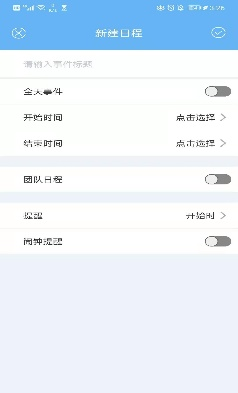 5:26
新建日程
请输入事件标题
全天事件
开始时间 点击选择
结束时间 点击选择
团队日程
提醒 开始时
闹钟提醒